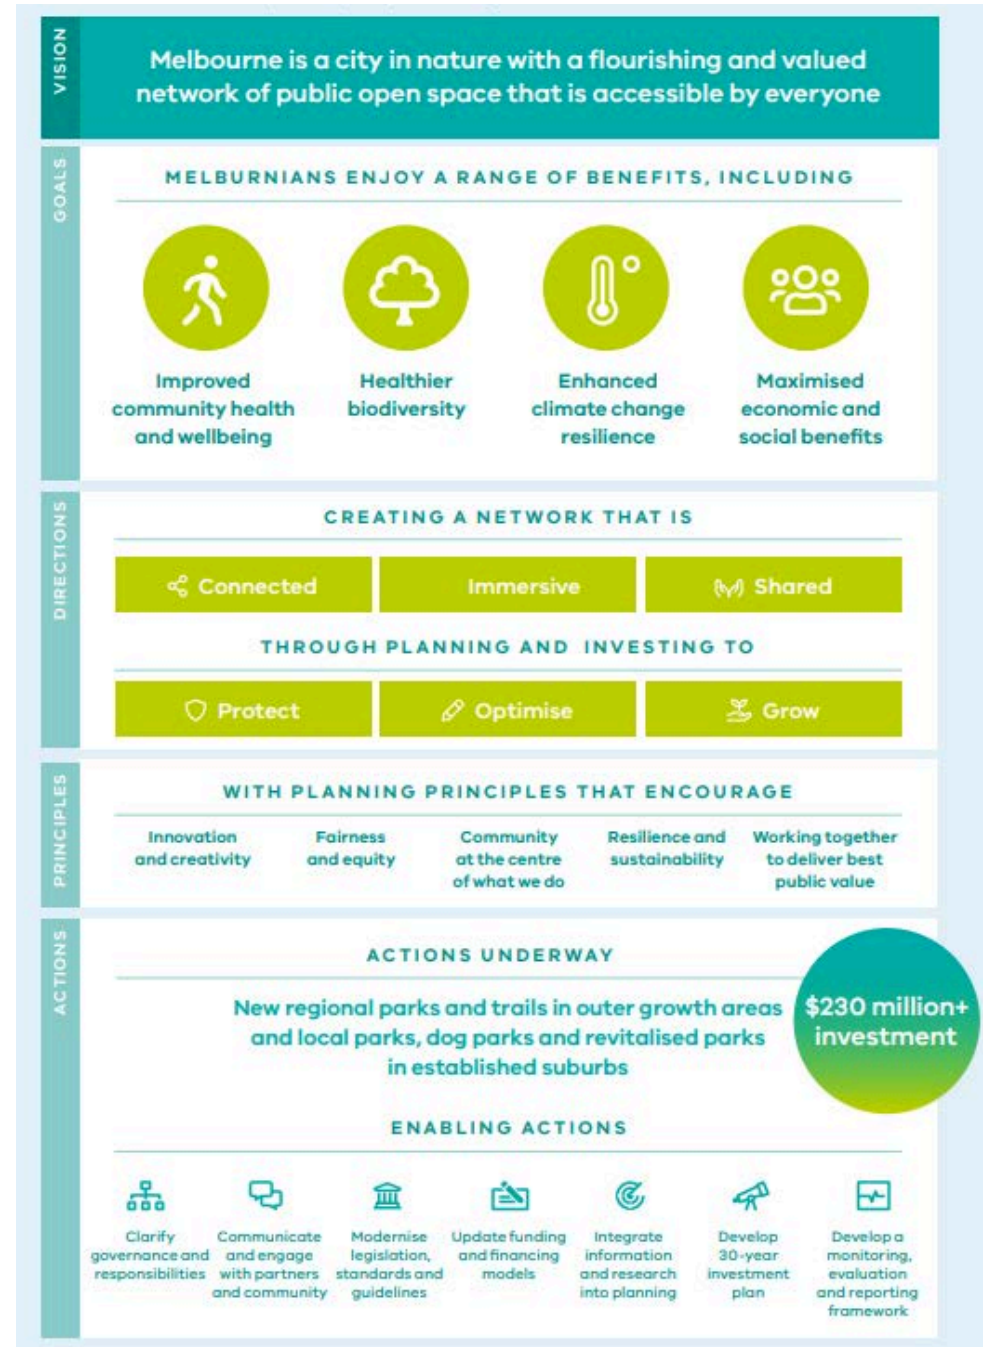 VISION
Melbourne is a city in nature with a flourishing and valued
network of public open space that is accessible by everyone
GOALS
MELBURNIANS ENJOY A RANGE OF BENEFITS, INCLUDING
Improved
community health
and wellbeing
Healthier
biodiversity
Enhanced
climate change
resilience
Maximised
economic and
social benefits
DIRECTIONS
CREATING A NETWORK THAT IS
Connected
Immersive
Shared
THROUGH PLANNING AND INVESTING TO
Protect
Optimise
Grow
PRINCIPLES
WITH PLANNING PRINCIPLES THAT ENCOURAGE
Innovation
and creativity
Fairness
and equity
Community
at the centre
of what we do
Resilience and
sustainability
Working together
to deliver best
public value
ACTIONS
ACTIONS UNDERWAY
New regional parks and trails in outer growth areas
and local parks, dog parks and revitalised parks
in established suburbs
$230 million+
investment
ENABLING ACTIONS
Clarify
governance and
responsibilities
Communicate
and engage
with partners
and community
Modernise
legislation,
standards and
guidelines
Update funding
and financing
models
Integrate
information
and research
into planning
Develop
30-year
investment
plan
Develop a
monitoring,
evaluation
and reporting
framework